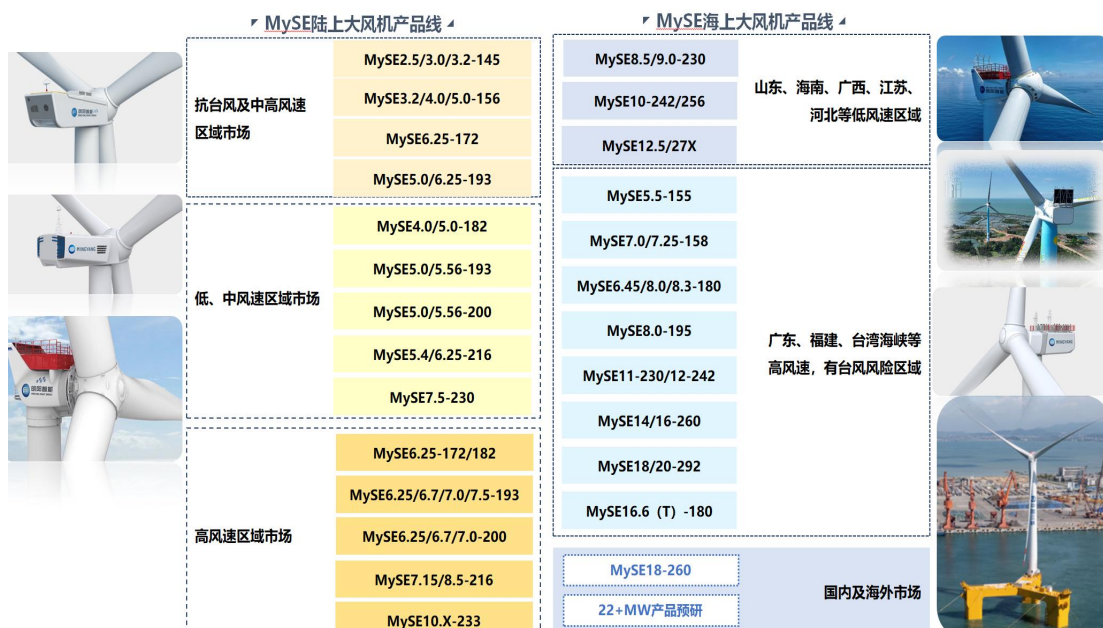 MySE陆上大风机产品线
抗台风及中高风速
区域市场
MySE2.5/3.0/3.2-145
MySE3.2/4.0/5.0-156
MySE6.25-172
MySE5.0/6.25-193
低、中风速区域市场
MySE4.0/5.0-182
MySE5.0/5.56-193
MySE5.0/5.56-200
MySE5.4/6.25-216
MySE7.5-230
高风速区域市场
MySE6.25-172/182
MySE6.25/6.7/7.0/7.5-193
MySE6.25/6.7/7.0-200
MySE7.15/8.5-216
MySE10.X-233
MySE海上大风机产品线
MySE8.5/9.0-230
MySE10-242/256
MySE12.5/27X
山东、海南、广西、江苏、
河北等低风速区域
MySE5.5-155
MySE7.0/7.25-158
MySE6.45/8.0/8.3-180
MySE8.0-195
MySE11-230/12-242
MySE14/16-260
MySE18/20-292
MySE16.6（T）-180
广东、福建、台湾海峡等
高风速，有台风风险区域
MySE18-260
22+MW产品预研
国内及海外市场